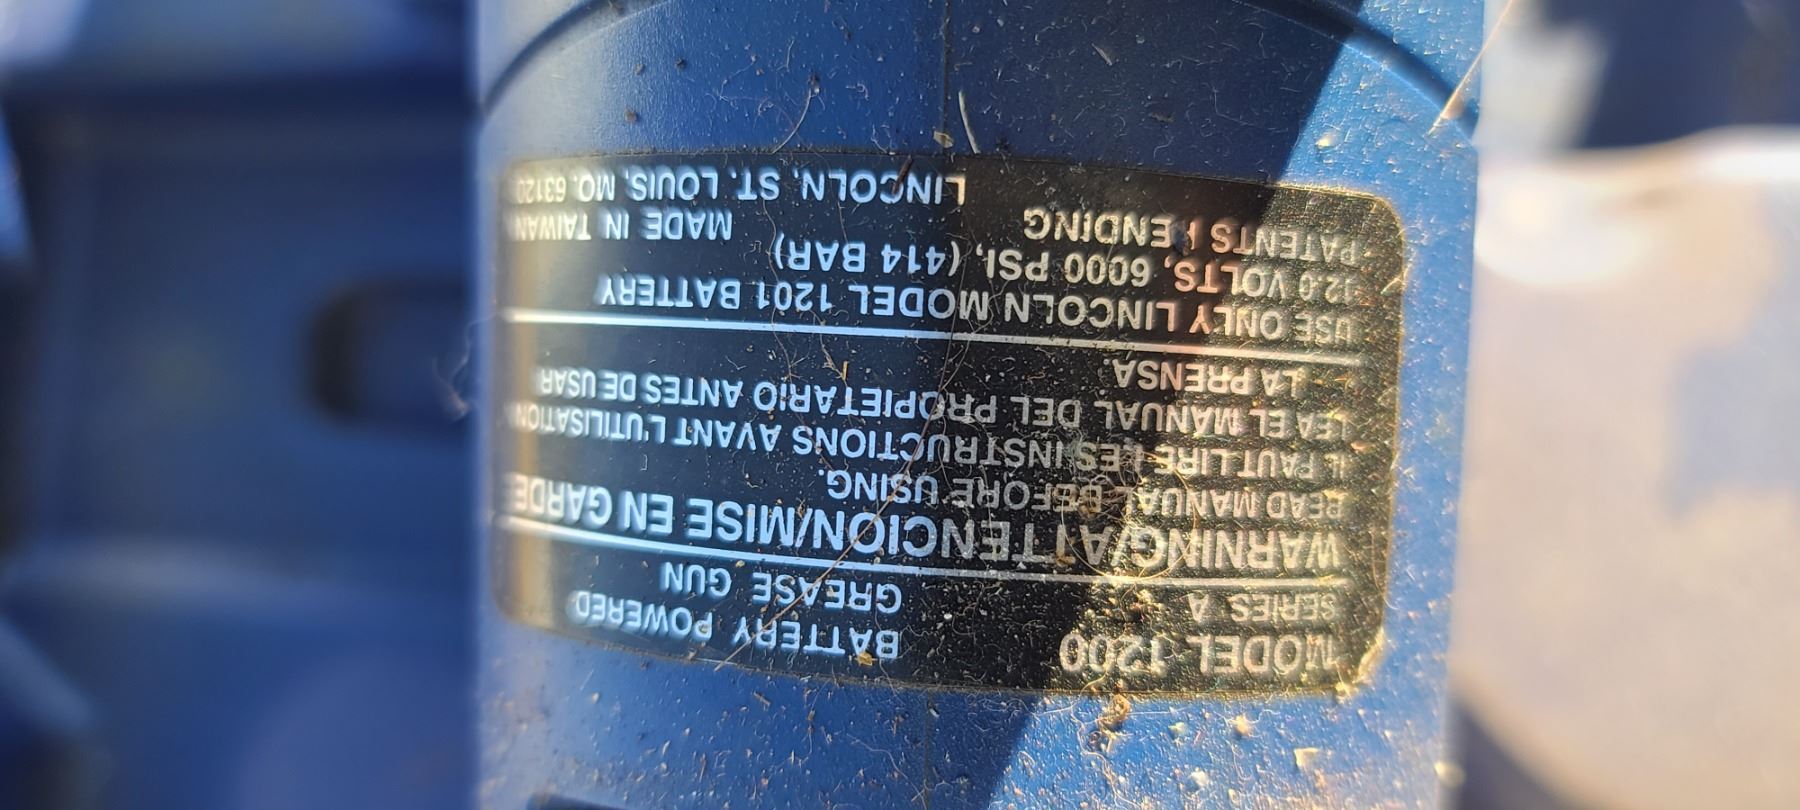 MODEL 1200 BATTERY POWERED
SERIES A GREASE GUN
WARNING/ATTENCION/MISE EN GARDE
READ MANUAL BEFORE USING.
IL FAUT LIRE LES INSTRUCTIONS AVANT L'UTILISATION
LEA EL MANUAL DEL PROPIETARIO ANTES DE USAR
LA PRENSA.
USE ONLY LINCOLN MODEL 1201 BATTERY
12.0 VOLTS, 6000 PSI, (414 BAR)
PATENTS PENDING MADE IN TAIWAN
LINCOLN, ST. LOUIS, MO. 63120